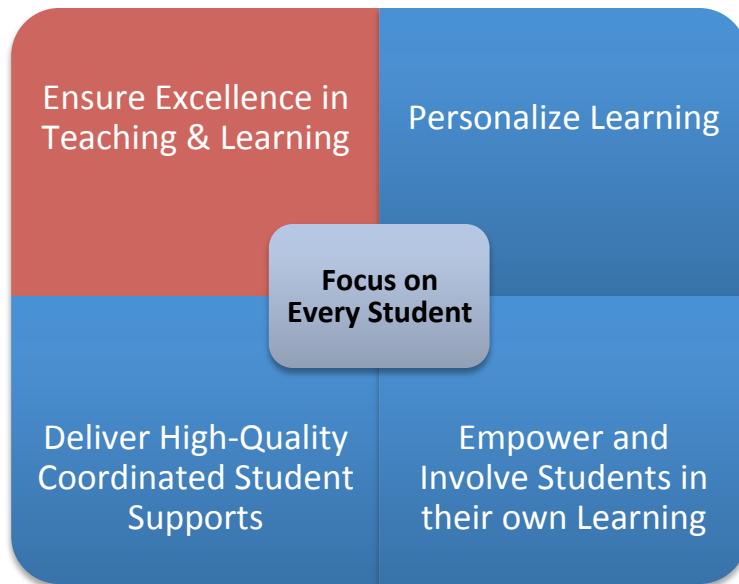 Ensure Excellence in
Teaching & Learning
Personalize Learning
Focus on
Every Student
Deliver High-Quality
Coordinated Student
Supports
Empower and
Involve Students in
their own Learning